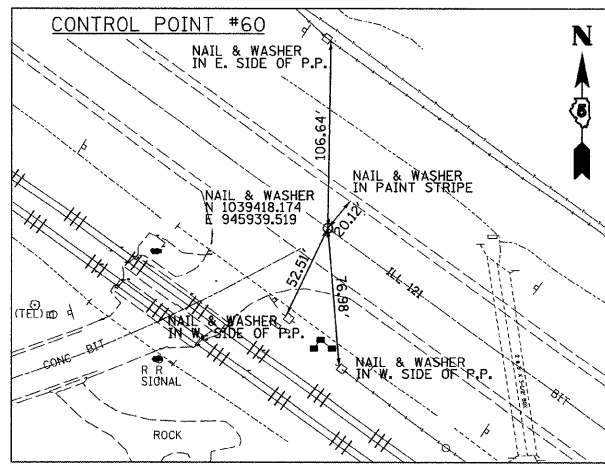 CONTROL POINT #60
NAIL & WASHER
IN E. SIDE OF P.P.
N
5
106.64'
NAIL & WASHER
IN PAINT STRIPE
NAIL & WASHER
N 1039418.174
E 945939.519
20.12'
52.51'
76.98'
ILL 121
(TEL)
NAIL & WASHER
IN W. SIDE OF P.P.
CONC BIT
R R
SIGNAL
NAIL & WASHER
IN W. SIDE OF P.P.
BIT
ROCK